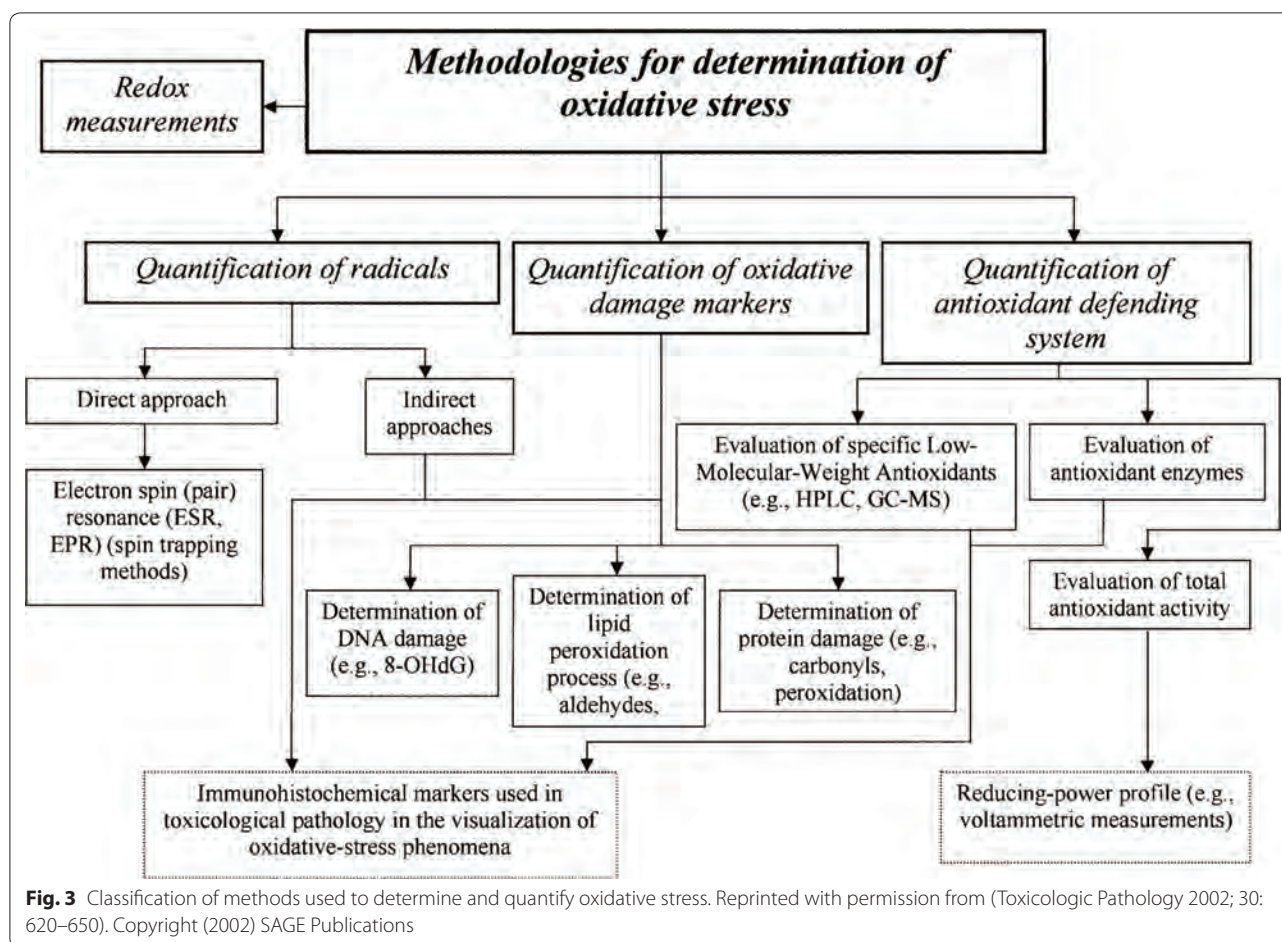 Methodologies for determination of
oxidative stress
Redox
measurements
Quantification of radicals
Quantification of oxidative
damage markers
Quantification of
antioxidant defending
system
Direct approach
Indirect
approaches
Evaluation of specific Low-
Molecular-Weight Antioxidants
(e.g., HPLC, GC-MS)
Evaluation of
antioxidant enzymes
Electron spin (pair)
resonance (ESR,
EPR) (spin trapping
methods)
Determination of
DNA damage
(e.g., 8-OHdG)
Determination of
lipid
peroxidation
process (e.g.,
aldehydes,
Determination of
protein damage (e.g.,
carbonyls,
peroxidation)
Evaluation of total
antioxidant activity
Immunohistochemical markers used in
toxicological pathology in the visualization of
oxidative-stress phenomena
Reducing-power profile (e.g.,
voltammetric measurements)
Fig. 3 Classification of methods used to determine and quantify oxidative stress. Reprinted with permission from (Toxicologic Pathology 2002; 30:
620–650). Copyright (2002) SAGE Publications